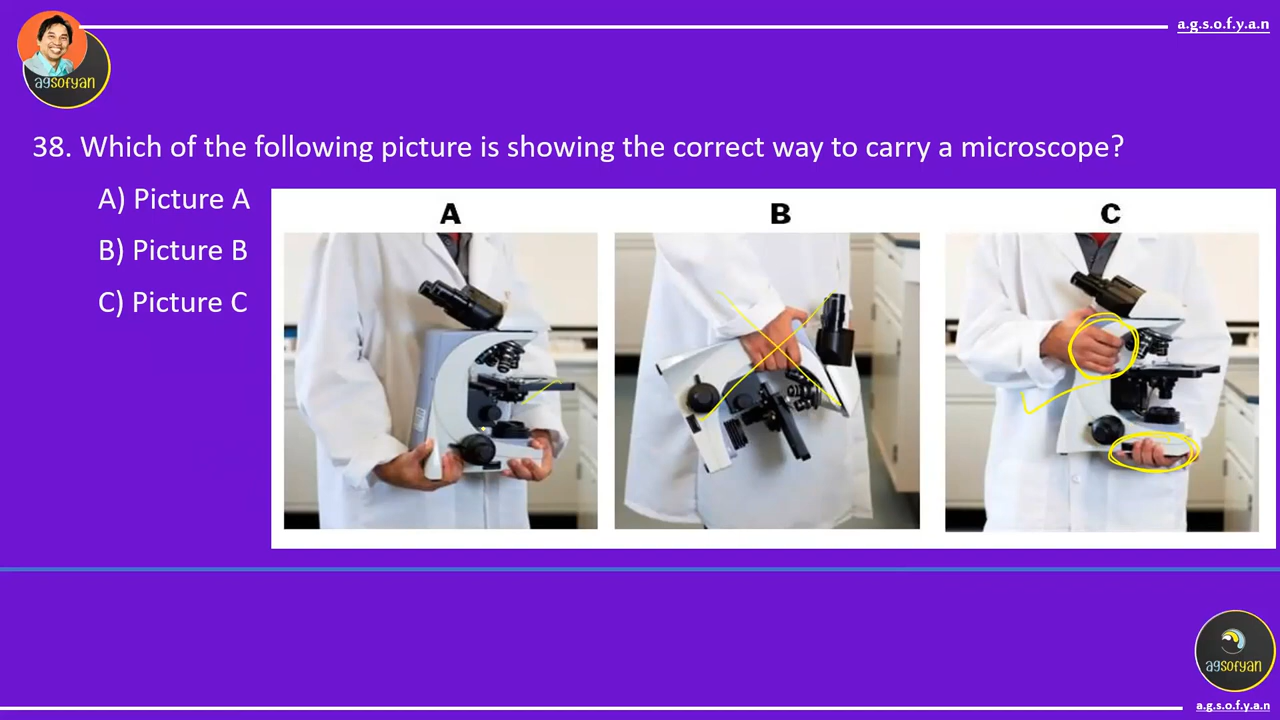 a.g.s.o.f.y.a.n
agsofyan
38. Which of the following picture is showing the correct way to carry a microscope?
A) Picture A
B) Picture B
C) Picture C
A
B
C
agsofyan
a.g.s.o.f.y.a.n